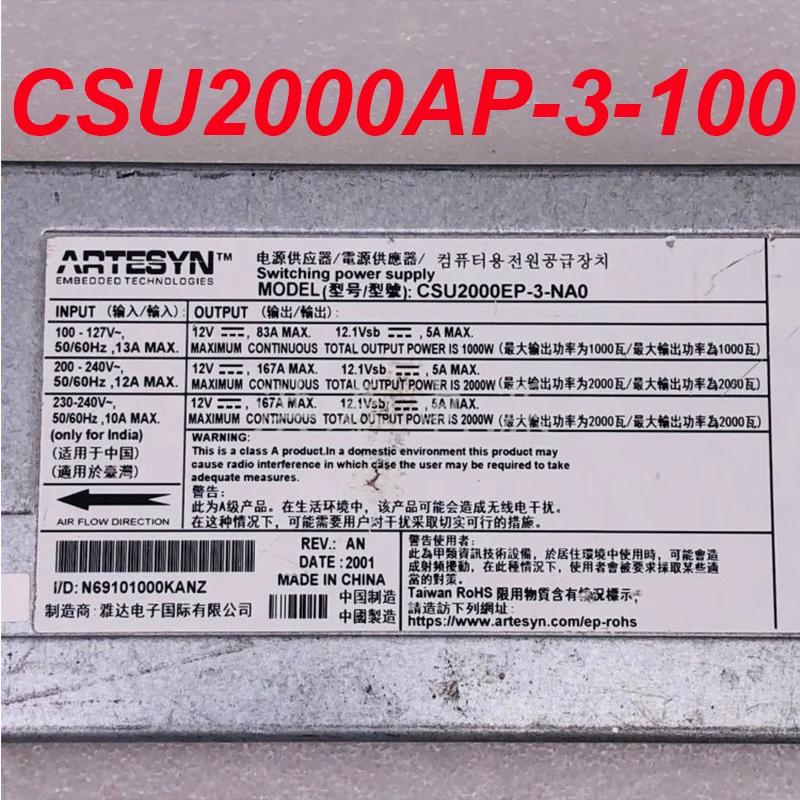 CSU2000AP-3-100
ARTESYN™
EMBEDDED TECHNOLOGIES
电源供应器/電源供應器/ 컴퓨터용전원공급장치
Switching power supply
MODEL(型号/型號): CSU2000EP-3-NA0
INPUT (输入/輸入): OUTPUT (输出/輸出):
100 - 127V~,
50/60Hz ,13A MAX.
12V ⎓, 83A MAX. 12.1Vsb ⎓, 5A MAX.
MAXIMUM CONTINUOUS TOTAL OUTPUT POWER IS 1000W (最大输出功率为1000瓦/最大輸出功率為1000瓦)
200 - 240V~,
50/60Hz ,12A MAX.
12V ⎓, 167A MAX. 12.1Vsb ⎓, 5A MAX.
MAXIMUM CONTINUOUS TOTAL OUTPUT POWER IS 2000W (最大输出功率为2000瓦/最大輸出功率為2000瓦)
230-240V~,
50/60Hz ,10A MAX.
(only for India)
(适用于中国)
(適用於臺灣)
12V ⎓, 167A MAX. 12.1Vsb ⎓, 5A MAX.
MAXIMUM CONTINUOUS TOTAL OUTPUT POWER IS 2000W (最大输出功率为2000瓦/最大輸出功率為2000瓦)
WARNING:
This is a class A product.In a domestic environment this product may
cause radio interference in which case the user may be required to take
adequate measures.
警告:
此为A级产品。在生活环境中，该产品可能会造成无线电干扰。
在这种情况下，可能需要用户对干扰采取切实可行的措施。
AIR FLOW DIRECTION
I/D: N69101000KANZ
制造商: 雅达电子国际有限公司
REV.: AN
DATE : 2001
MADE IN CHINA
中国制造
中國製造
警告使用者:
此為甲類資訊技術設備，於居住環境中使用時，可能會造
成射頻擾動，在此種情況下，使用者會被要求採取某些適
當的對策。
Taiwan RoHS 限用物質含有情況標示
請造訪下列網址:
https://www.artesyn.com/ep-rohs